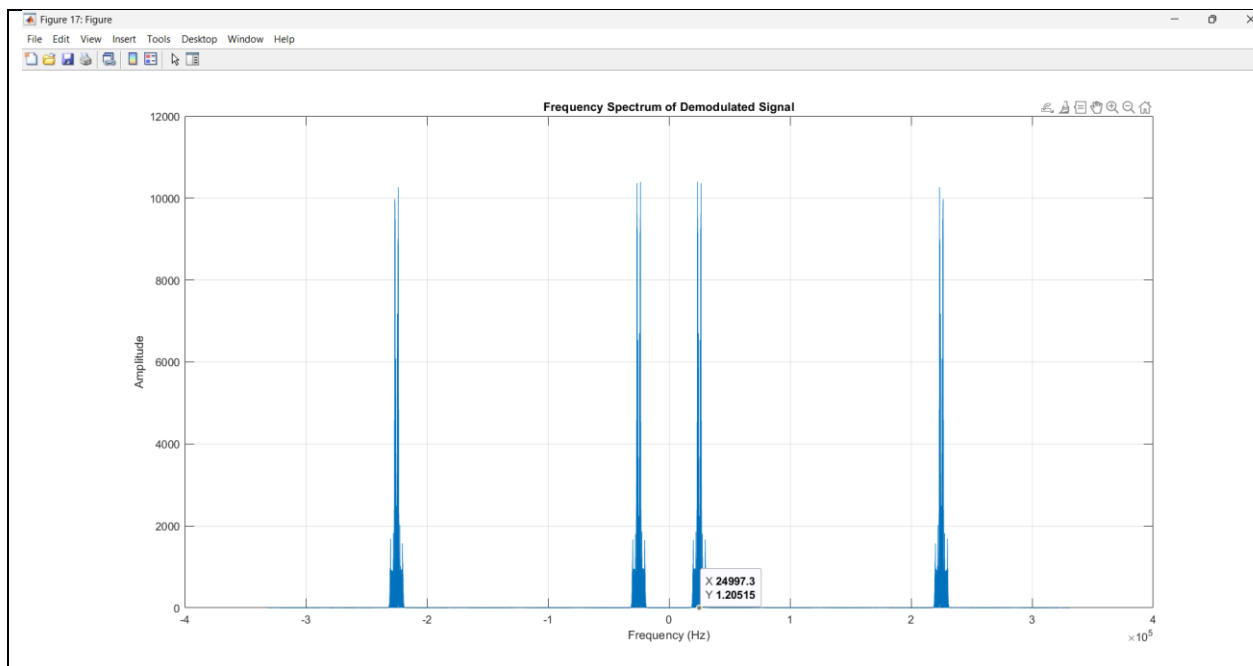 Figure 17: Figure
File Edit View Insert Tools Desktop Window Help
Frequency Spectrum of Demodulated Signal
12000
10000
8000
6000
4000
2000
0
Amplitude
X 24997.3
Y 1.20515
-4 -3 -2 -1 0 1 2 3 4
Frequency (Hz)
×10⁵